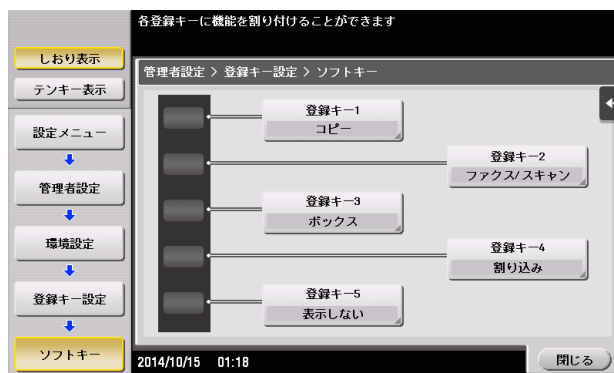 各登録キーに機能を割り付けることができます
しおり表示
テンキー表示
設定メニュー
管理者設定
環境設定
登録キー設定
ソフトキー
管理者設定 > 登録キー設定 > ソフトキー
登録キー1
コピー
登録キー2
ファクス/スキャン
登録キー3
ボックス
登録キー4
割り込み
登録キー5
表示しない
2014/10/15 01:18
閉じる